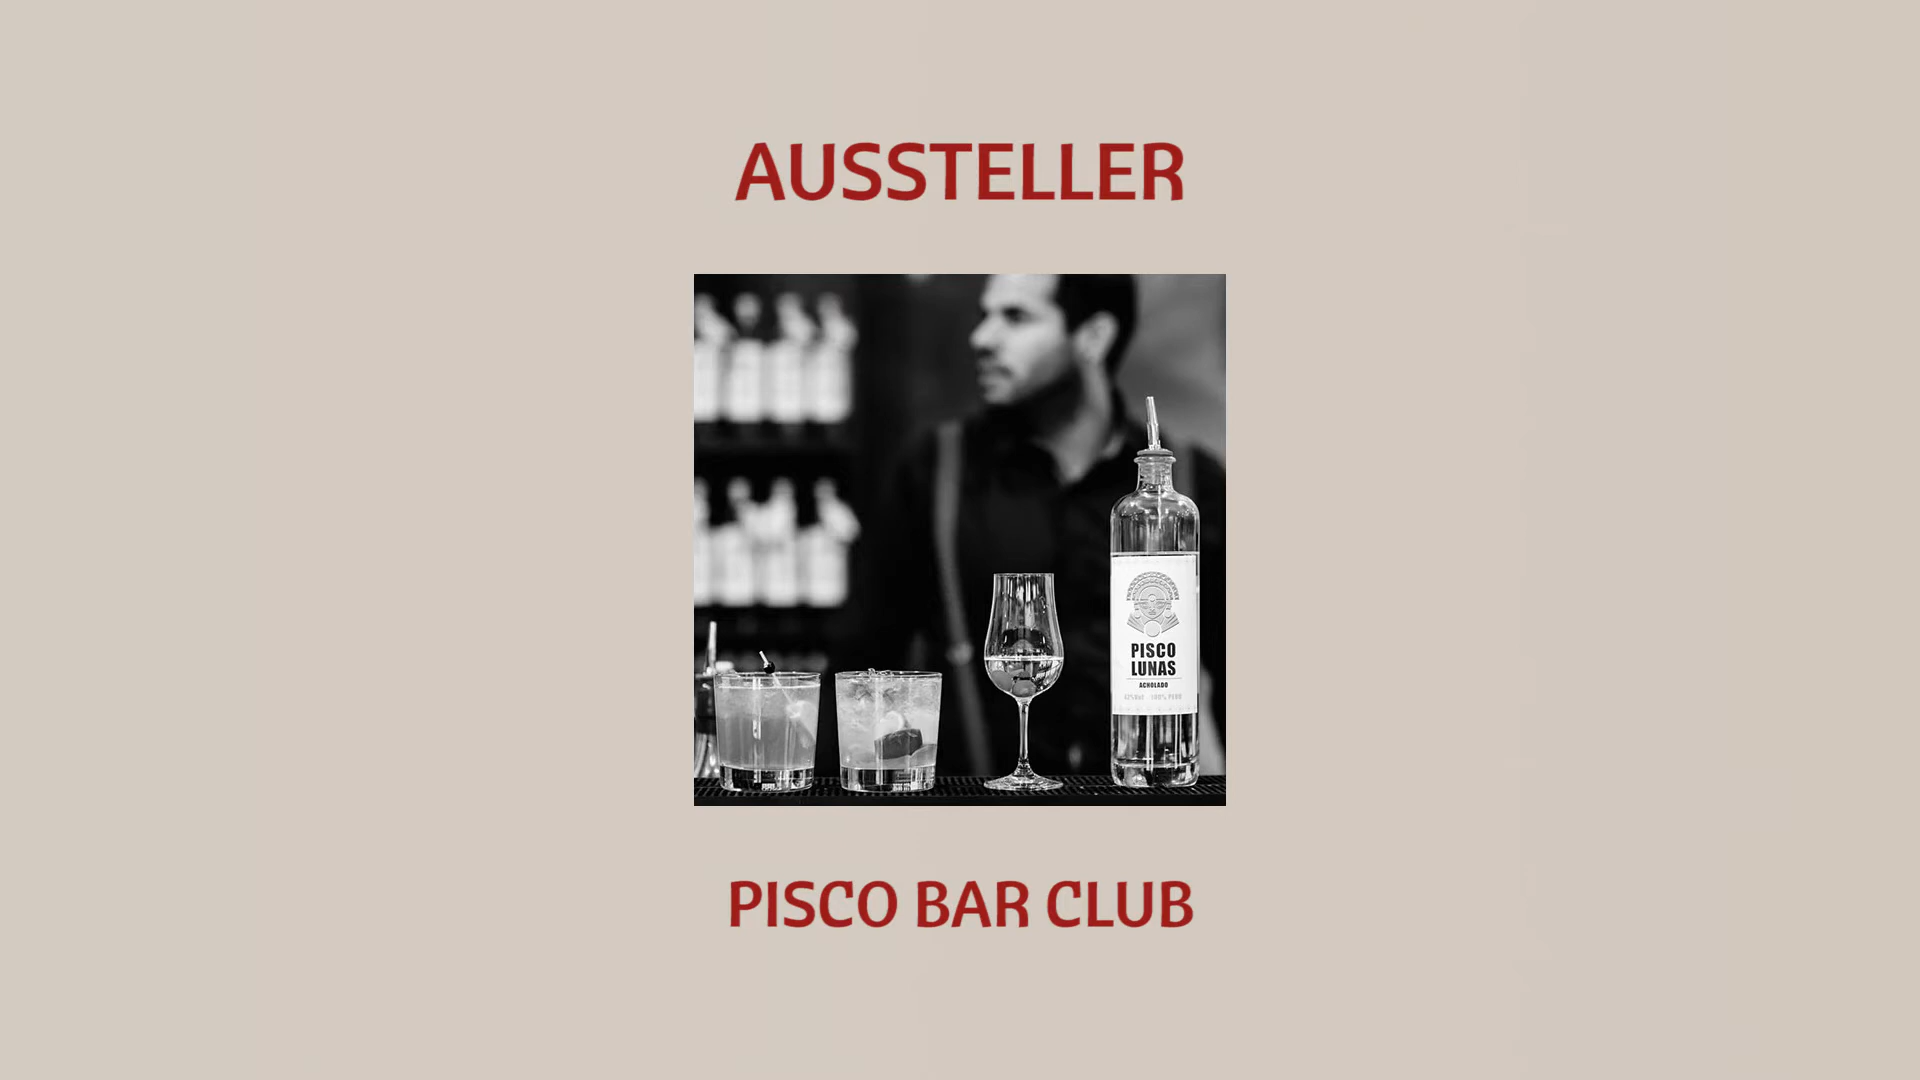 AUSSTELLER
PISCO
LUNAS
ACHOLADO
PISCO BAR CLUB